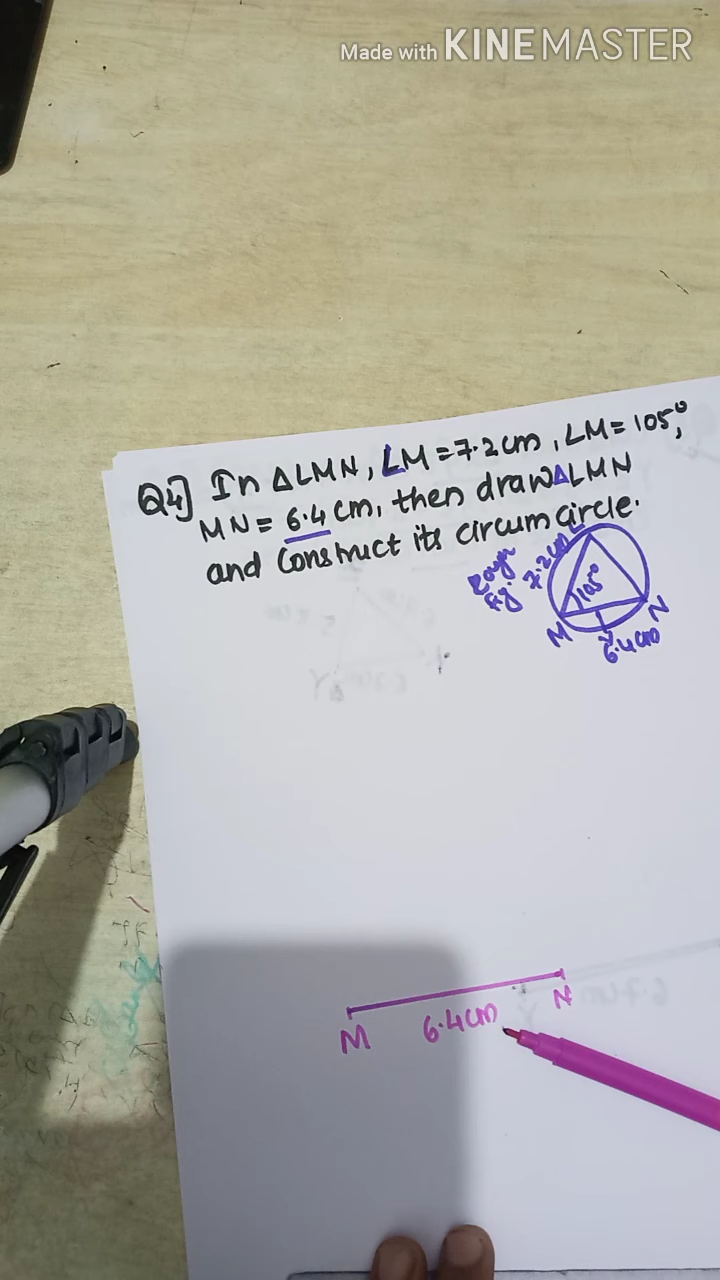 Made with KINEMASTER
Q4] In ΔLMN, LM = 7.2 cm, ∠M = 105°,
MN = 6.4 cm, then draw ΔLMN
and Construct its circumcircle.
Rough
Fig.
7.2cm
L
105°
M
N
6.4cm
M
6.4cm
N